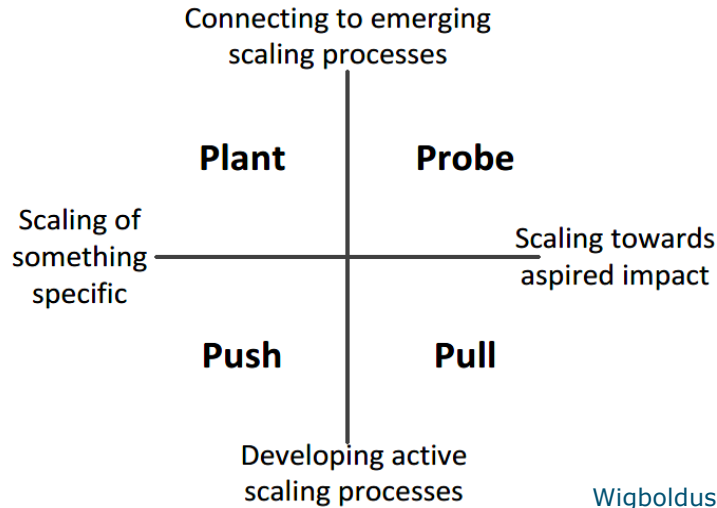 Connecting to emerging
scaling processes
Plant
Probe
Scaling of
something
specific
Scaling towards
aspired impact
Push
Pull
Developing active
scaling processes
Wigboldus